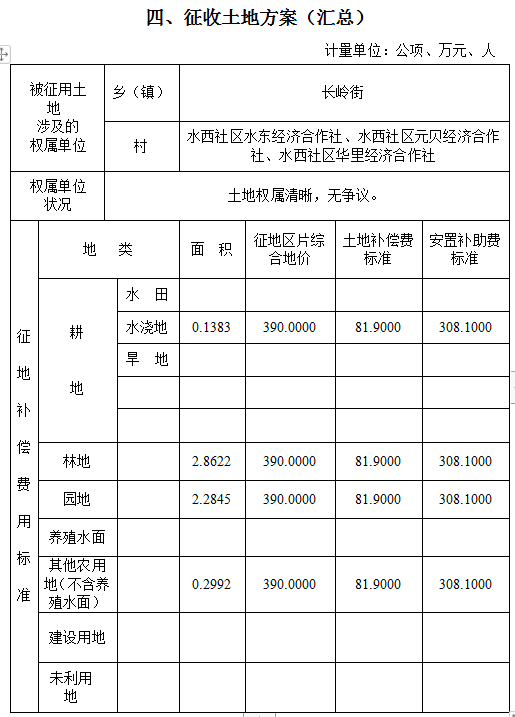 四、征收土地方案（汇总）
计量单位：公项、万元、人
被征用土
地
涉及的
权属单位
乡（镇）
长岭街
村
水西社区水东经济合作社、水西社区元贝经济合作
社、水西社区华里经济合作社
权属单位
状况
土地权属清晰，无争议。
征
地
补
偿
费
用
标
准
地 类
面 积
征地区片综
合地价
土地补偿费
标准
安置补助费
标准
耕
地
水 田
水浇地 0.1383 390.0000 81.9000 308.1000
旱 地
林地 2.8622 390.0000 81.9000 308.1000
园地 2.2845 390.0000 81.9000 308.1000
养殖水面
其他农用
地（不含养
殖水面）
0.2992 390.0000 81.9000 308.1000
建设用地
未利用
地